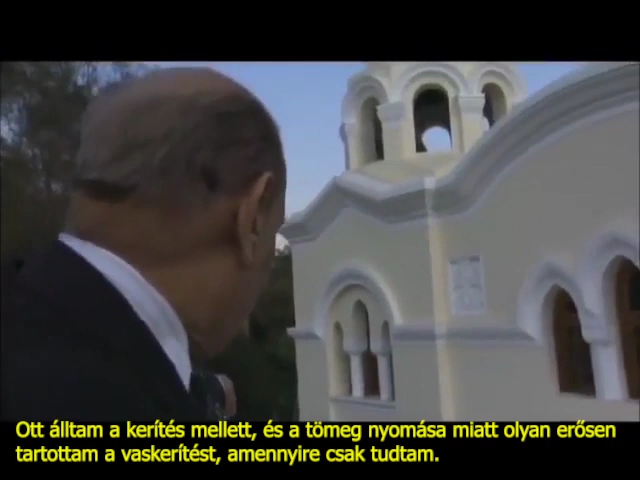 Ott álltam a kerítés mellett, és a tömeg nyomása miatt olyan erősen
tartottam a vaskerítést, amennyire csak tudtam.